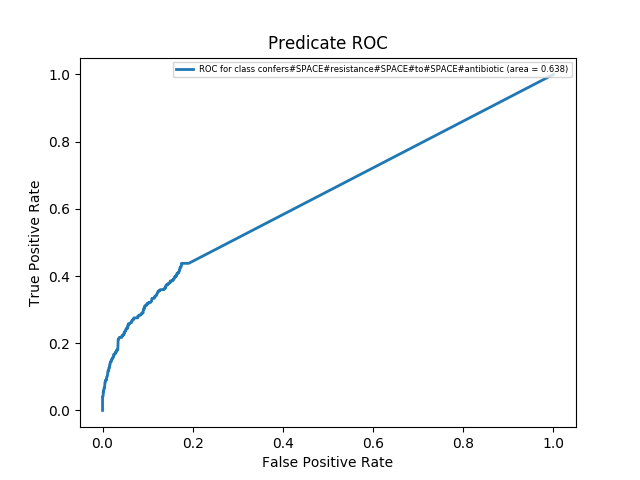 Predicate ROC
ROC for class confers#SPACE#resistance#SPACE#to#SPACE#antibiotic (area = 0.638)
1.0
0.8
0.6
0.4
0.2
0.0
True Positive Rate
0.0 0.2 0.4 0.6 0.8 1.0
False Positive Rate